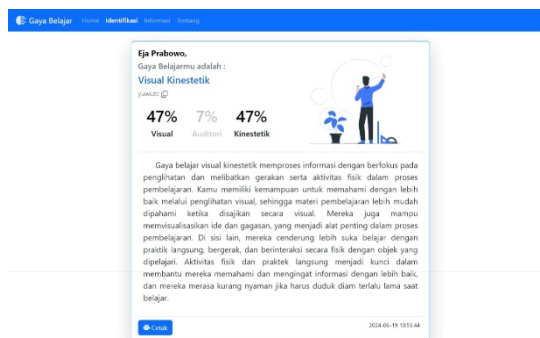 Gaya Belajar Home Identifikasi Informasi Tentang
Eja Prabowo,
Gaya Belajarmu adalah :
Visual Kinestetik
47% 7% 47%
Visual Auditori Kinestetik
Gaya belajar visual kinestetik memproses informasi dengan berfokus pada
penglihatan dan melibatkan gerakan serta aktivitas fisik dalam proses
pembelajaran. Kamu memiliki kemampuan untuk memahami dengan lebih
baik melalui penglihatan visual, sehingga materi pembelajaran lebih mudah
dipahami ketika disajikan secara visual. Mereka juga mampu
memvisualisasikan ide dan gagasan, yang menjadi alat penting dalam proses
pembelajaran. Di sisi lain, mereka cenderung lebih suka belajar dengan
praktik langsung, bergerak, dan berinteraksi secara fisik dengan objek yang
dipelajari. Aktivitas fisik dan praktek langsung menjadi kunci dalam
membantu mereka memahami dan mengingat informasi dengan lebih baik,
dan mereka merasa kurang nyaman jika harus duduk diam terlalu lama saat
belajar.
Cetak